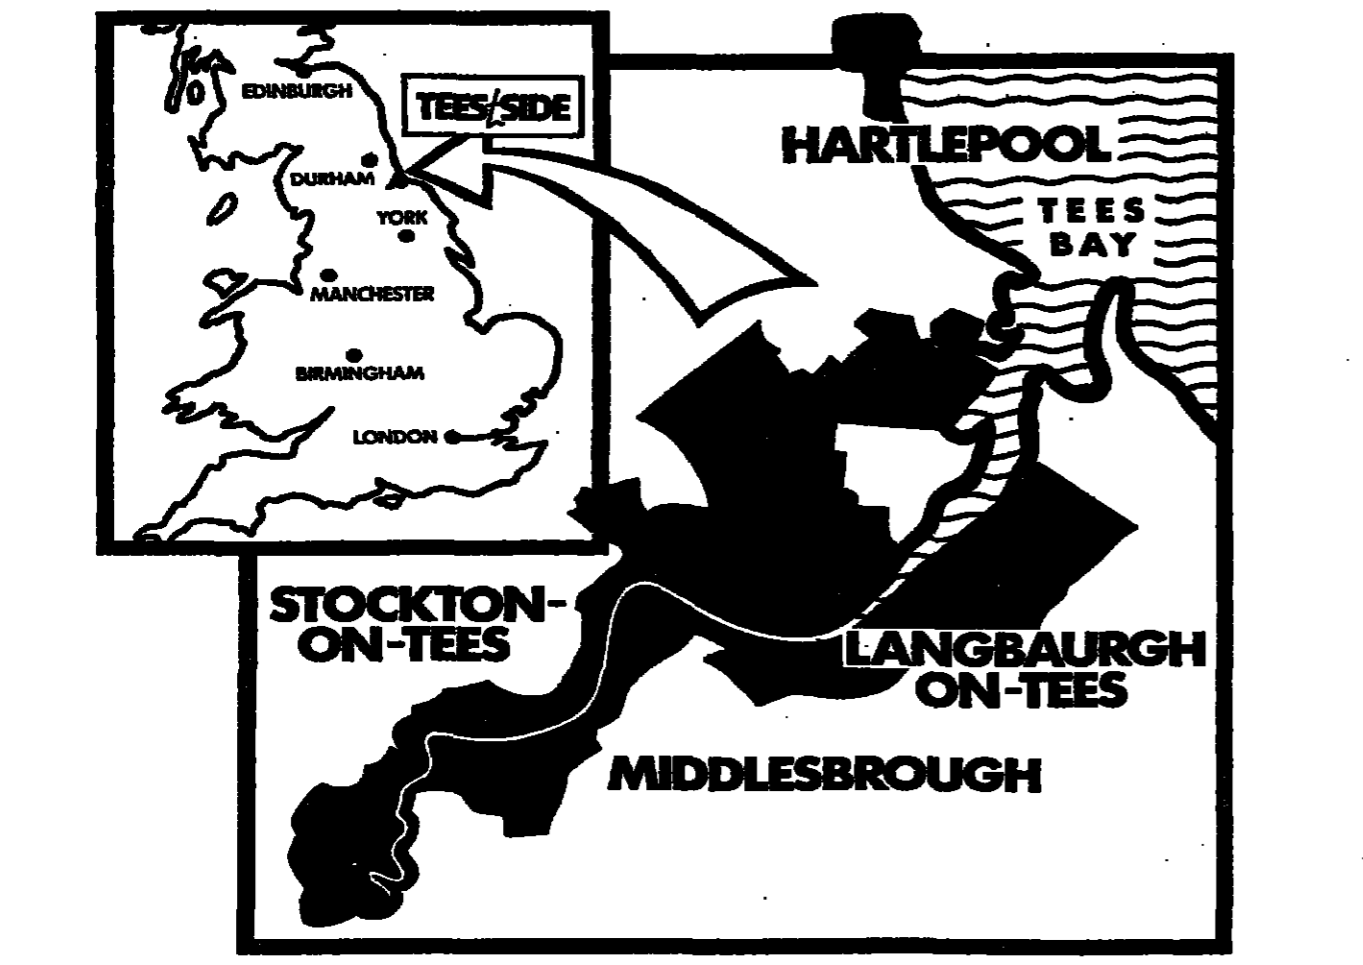 EDINBURGH
TEES/SIDE
DURHAM
YORK
MANCHESTER
BIRMINGHAM
LONDON
HARTLEPOOL
TEES
BAY
STOCKTON-
ON-TEES
LANGBAURGH
ON-TEES
MIDDLESBROUGH